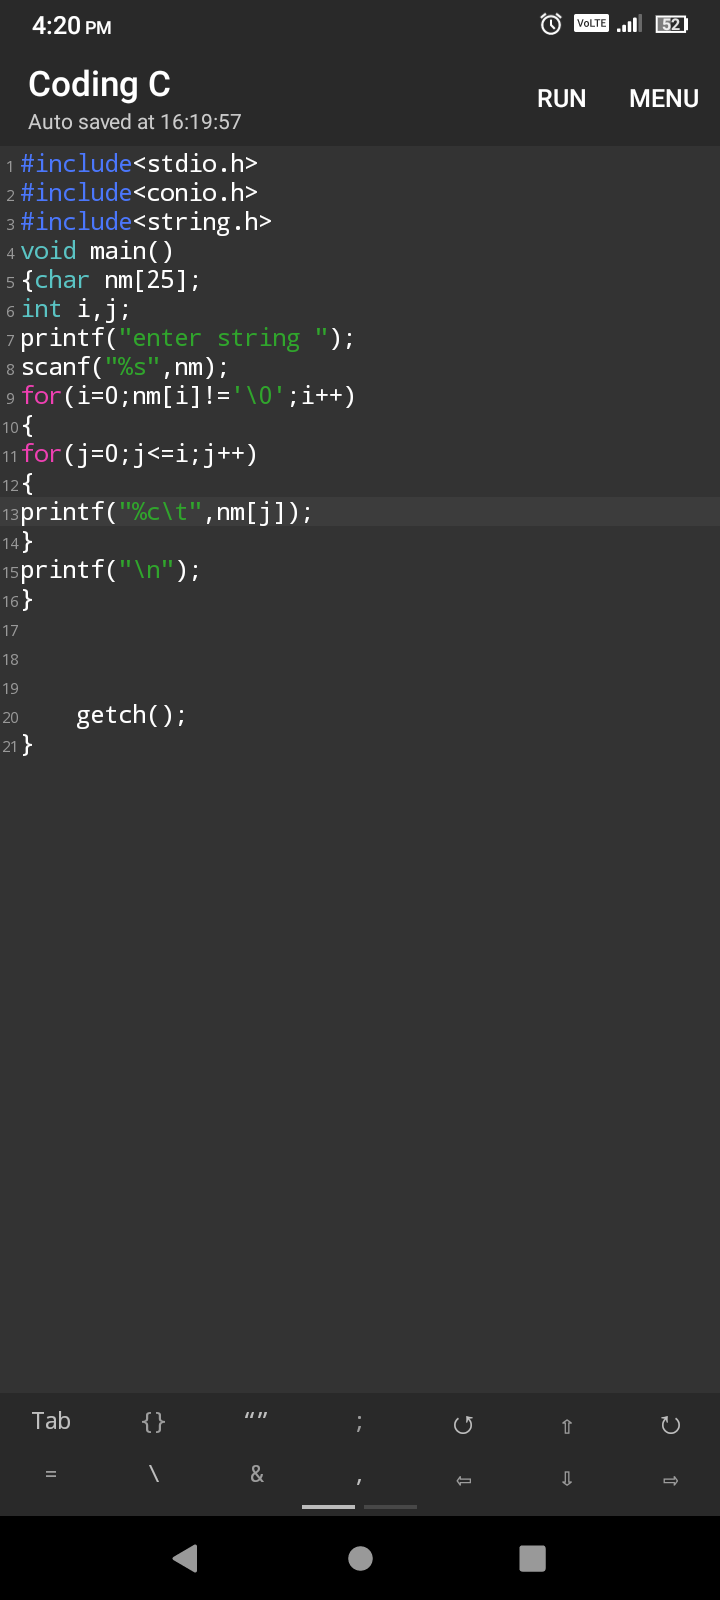 4:20 PM VoLTE 52
Coding C
RUN MENU
Auto saved at 16:19:57
1 #include<stdio.h>
2 #include<conio.h>
3 #include<string.h>
4 void main()
5 {char nm[25];
6 int i,j;
7 printf("enter string ");
8 scanf("%s",nm);
9 for(i=0;nm[i]!='\0';i++)
10 {
11 for(j=0;j<=i;j++)
12 {
13 printf("%c\t",nm[j]);
14 }
15 printf("\n");
16 }
17
18
19
20     getch();
21 }
Tab {} “” ; ↺ ⇧ ↻
= \ & , ⇦ ⇩ ⇨